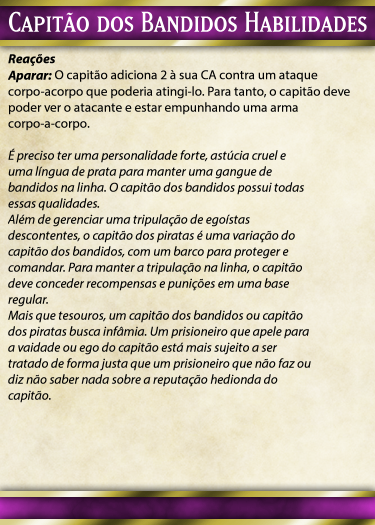 Capitão dos Bandidos Habilidades
Reações
Aparar: O capitão adiciona 2 à sua CA contra um ataque
corpo-acorpo que poderia atingi-lo. Para tanto, o capitão deve
poder ver o atacante e estar empunhando uma arma
corpo-a-corpo.
É preciso ter uma personalidade forte, astúcia cruel e
uma língua de prata para manter uma gangue de
bandidos na linha. O capitão dos bandidos possui todas
essas qualidades.
Além de gerenciar uma tripulação de egoístas
descontentes, o capitão dos piratas é uma variação do
capitão dos bandidos, com um barco para proteger e
comandar. Para manter a tripulação na linha, o capitão
deve conceder recompensas e punições em uma base
regular.
Mais que tesouros, um capitão dos bandidos ou capitão
dos piratas busca infâmia. Um prisioneiro que apele para
a vaidade ou ego do capitão está mais sujeito a ser
tratado de forma justa que um prisioneiro que não faz ou
diz não saber nada sobre a reputação hedionda do
capitão.